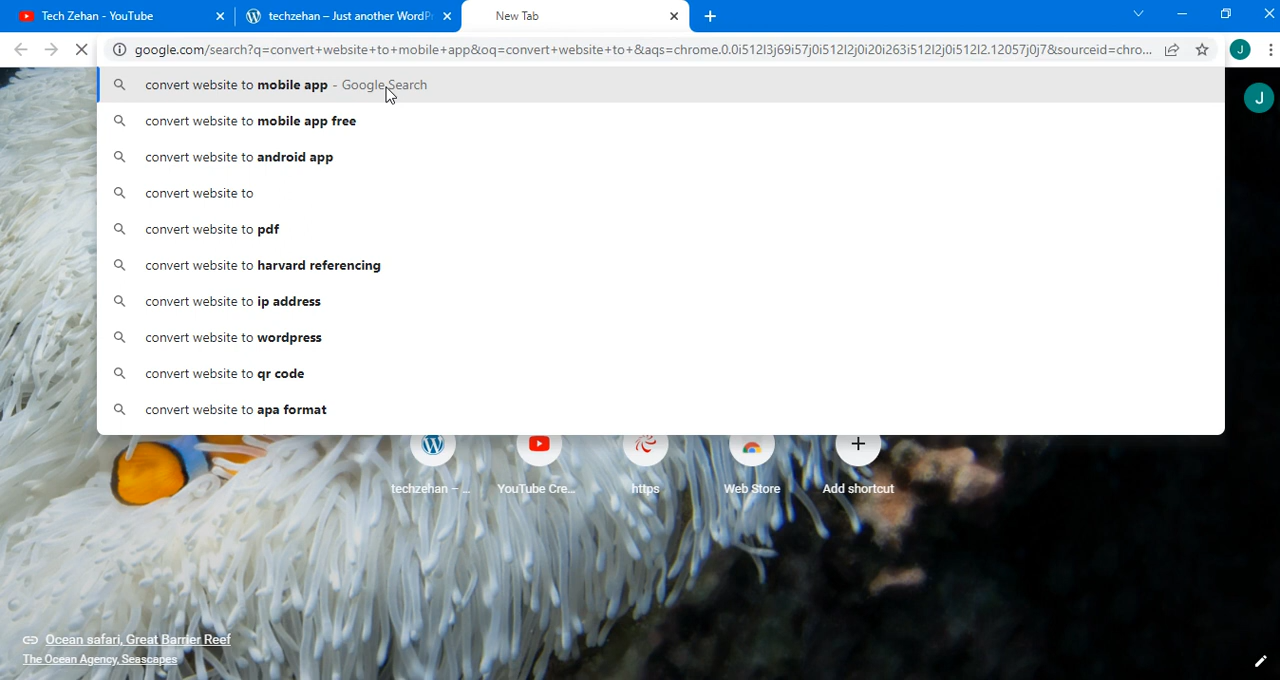 Tech Zehan - YouTube
techzehan – Just another WordPr
New Tab
google.com/search?q=convert+website+to+mobile+app&oq=convert+website+to+&aqs=chrome.0.0i512l3j69i57j0i512l2j0i20i263i512l2j0i512l2.12057j0j7&sourceid=chro...
J
convert website to mobile app - Google Search
J
convert website to mobile app free
convert website to android app
convert website to
convert website to pdf
convert website to harvard referencing
convert website to ip address
convert website to wordpress
convert website to qr code
convert website to apa format
techzehan – ...
YouTube Cre...
https
Web Store
Add shortcut
Ocean safari, Great Barrier Reef
The Ocean Agency, Seascapes